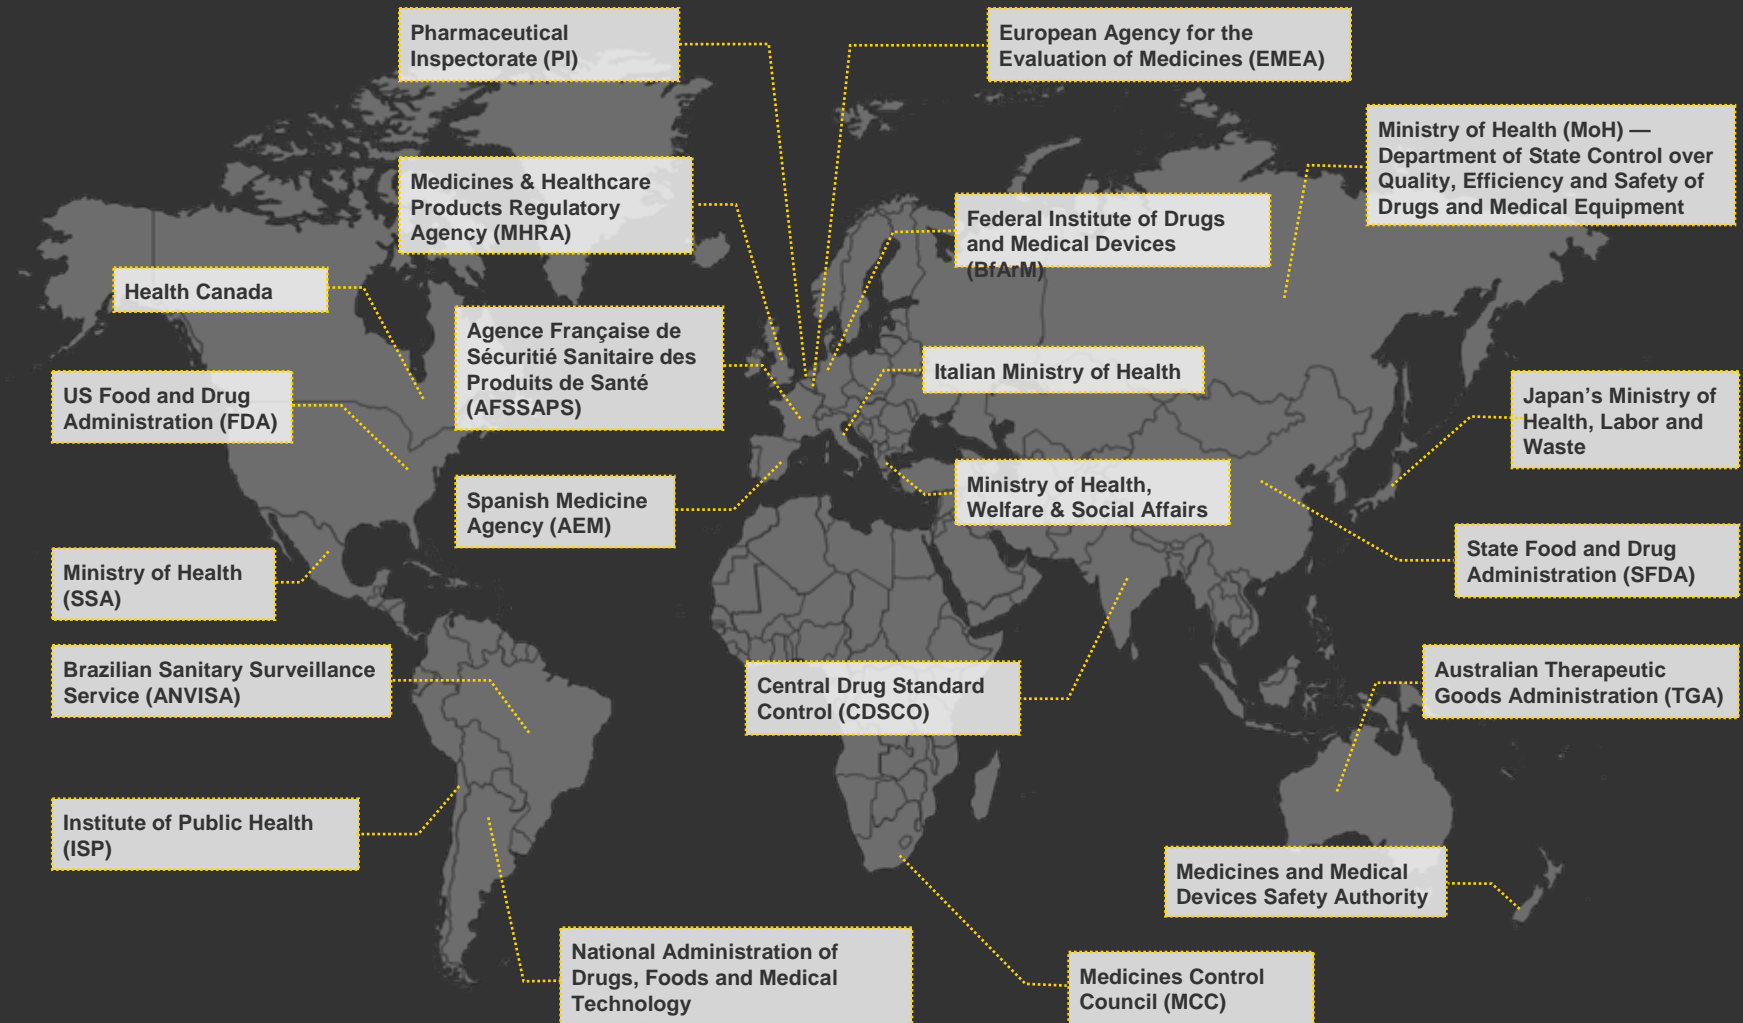 Pharmaceutical
Inspectorate (PI)
European Agency for the
Evaluation of Medicines (EMEA)
Ministry of Health (MoH) —
Department of State Control over
Quality, Efficiency and Safety of
Drugs and Medical Equipment
Medicines & Healthcare
Products Regulatory
Agency (MHRA)
Federal Institute of Drugs
and Medical Devices
(BfArM)
Health Canada
Agence Française de
Sécuritié Sanitaire des
Produits de Santé
(AFSSAPS)
Italian Ministry of Health
US Food and Drug
Administration (FDA)
Japan’s Ministry of
Health, Labor and
Waste
Spanish Medicine
Agency (AEM)
Ministry of Health,
Welfare & Social Affairs
State Food and Drug
Administration (SFDA)
Ministry of Health
(SSA)
Brazilian Sanitary Surveillance
Service (ANVISA)
Central Drug Standard
Control (CDSCO)
Australian Therapeutic
Goods Administration (TGA)
Institute of Public Health
(ISP)
Medicines and Medical
Devices Safety Authority
National Administration of
Drugs, Foods and Medical
Technology
Medicines Control
Council (MCC)